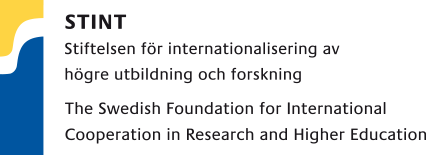 STINT
Stiftelsen för internationalisering av
högre utbildning och forskning
The Swedish Foundation for International
Cooperation in Research and Higher Education